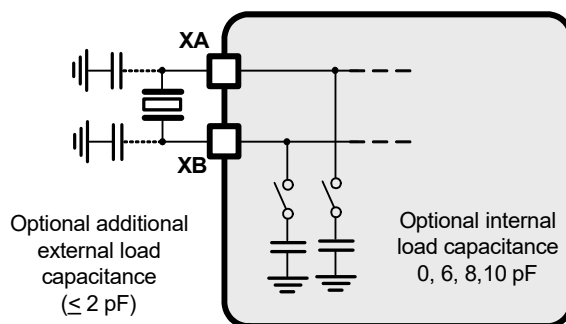 XA
XB
Optional additional
external load
capacitance
(≤ 2 pF)
Optional internal
load capacitance
0, 6, 8,10 pF